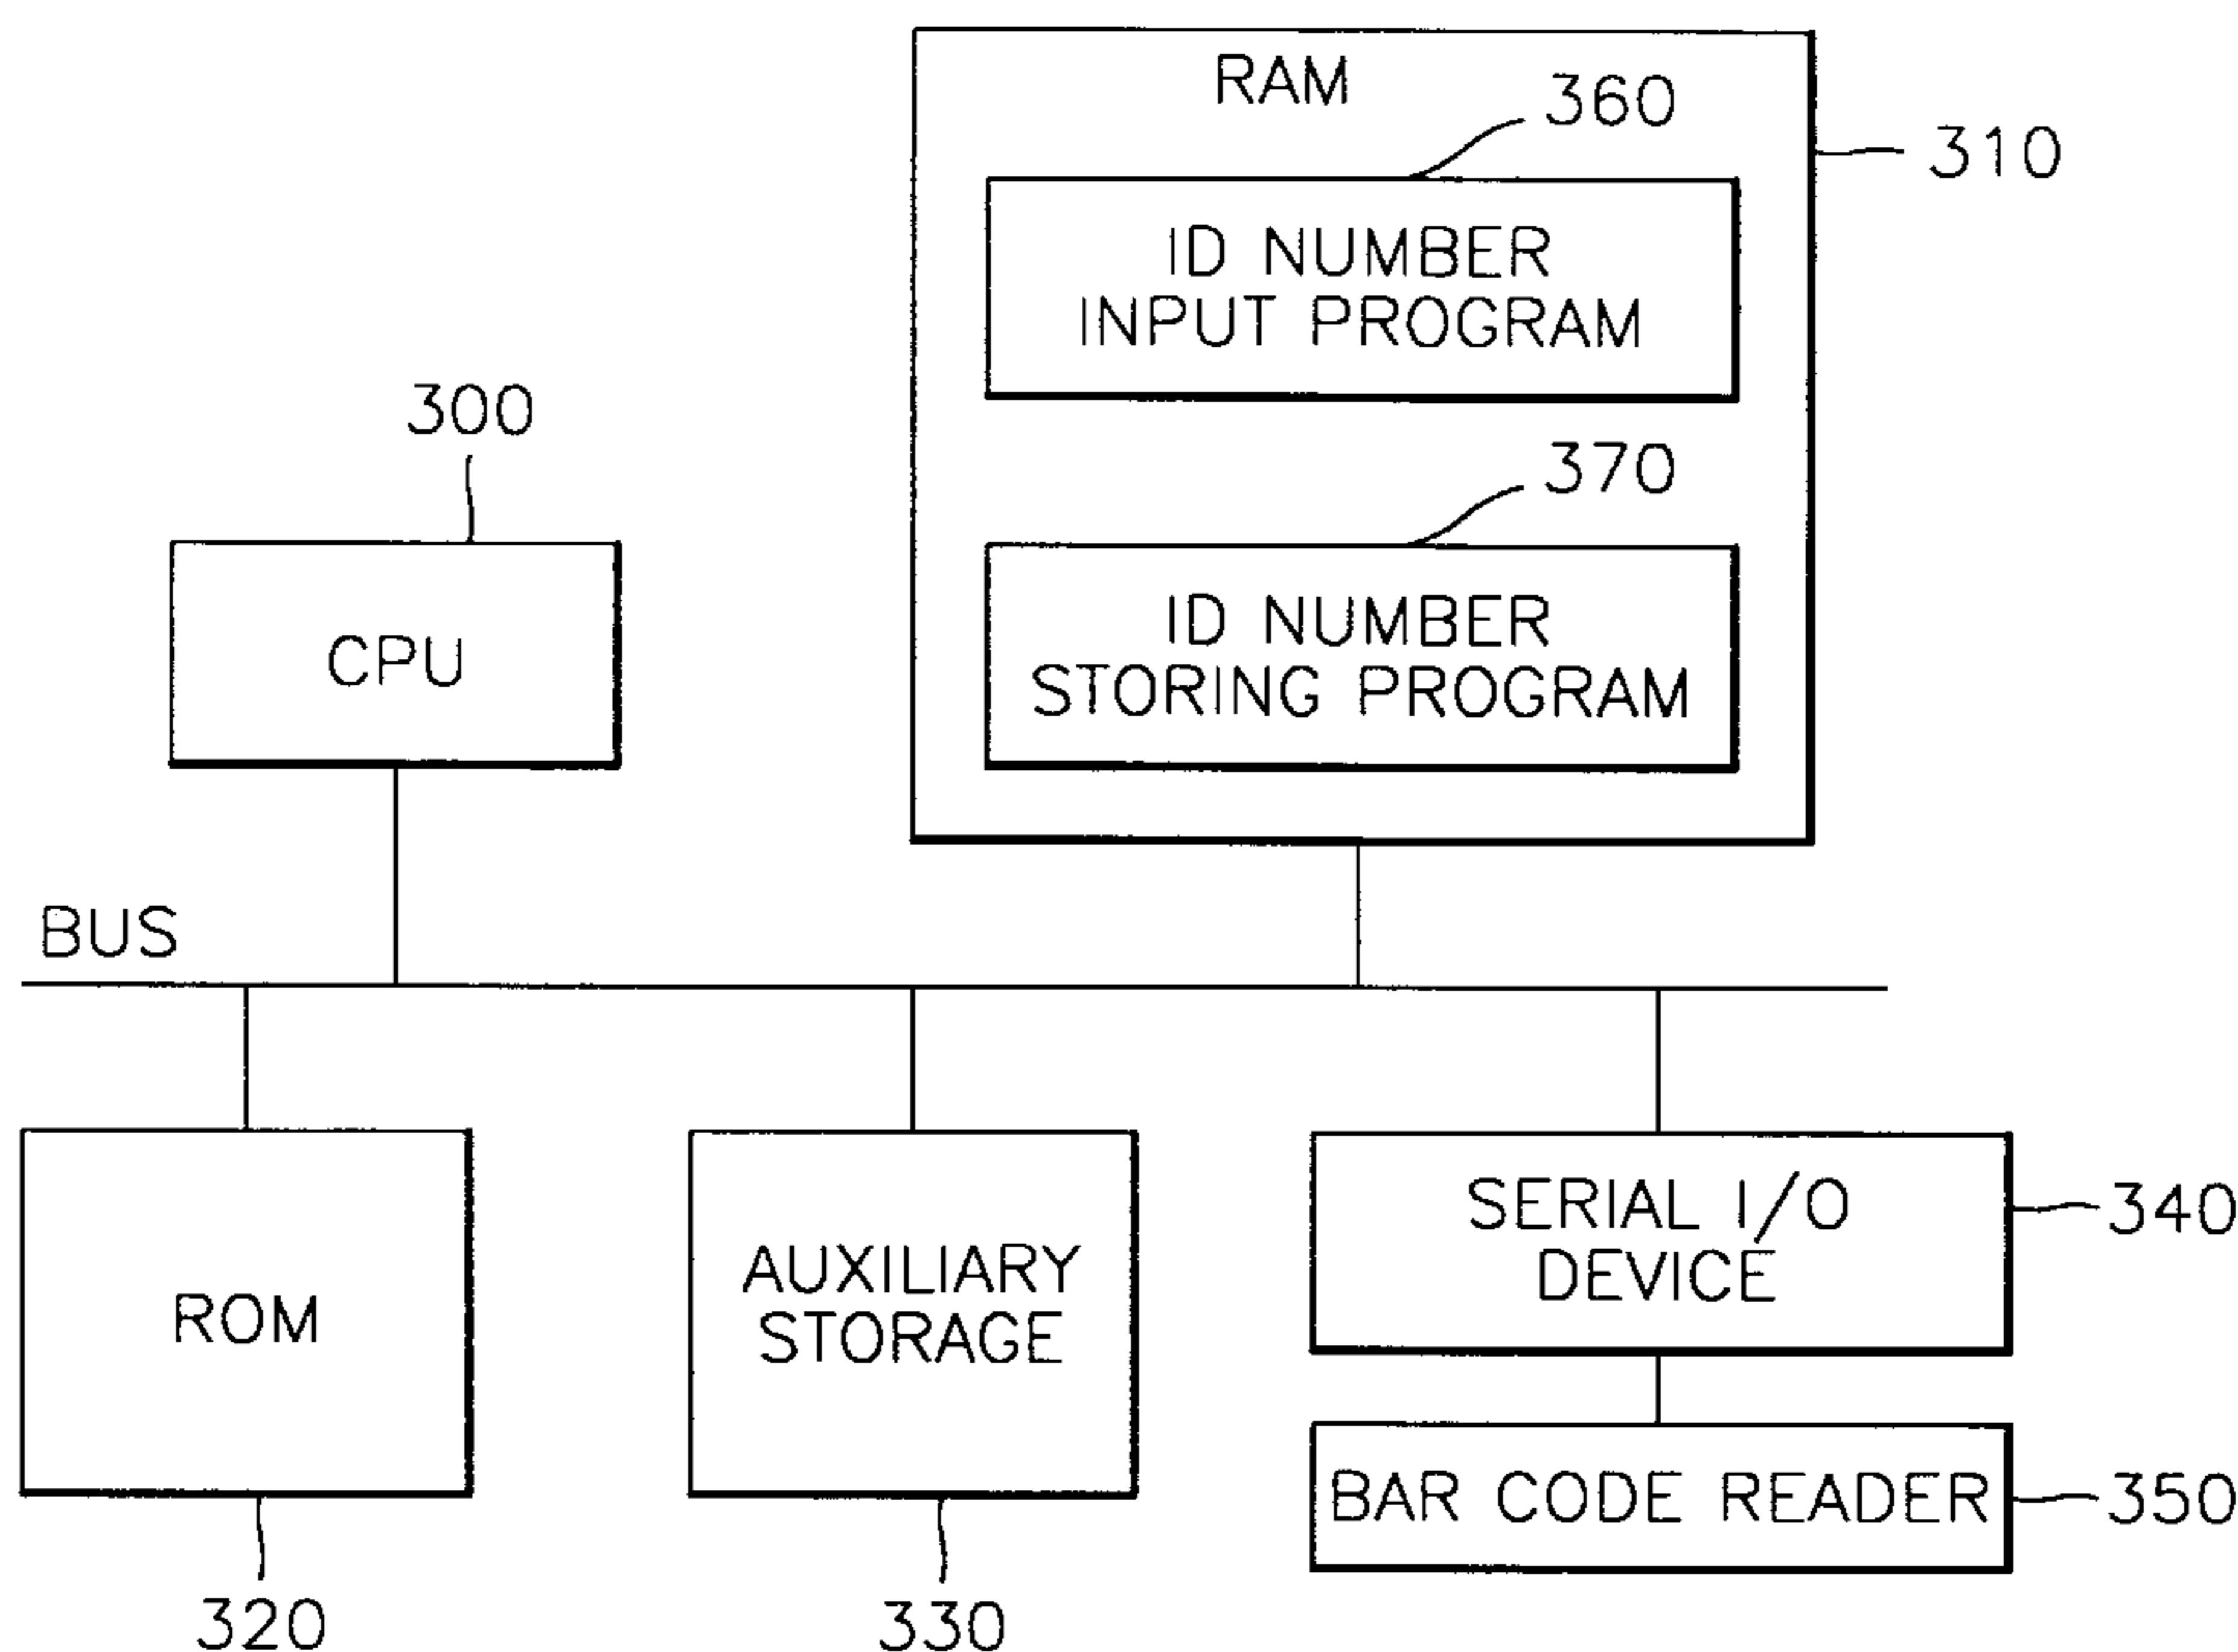 RAM
360
310
ID NUMBER
INPUT PROGRAM
300
370
CPU
ID NUMBER
STORING PROGRAM
BUS
ROM
AUXILIARY
STORAGE
SERIAL I/O
DEVICE
340
BAR CODE READER
350
320
330